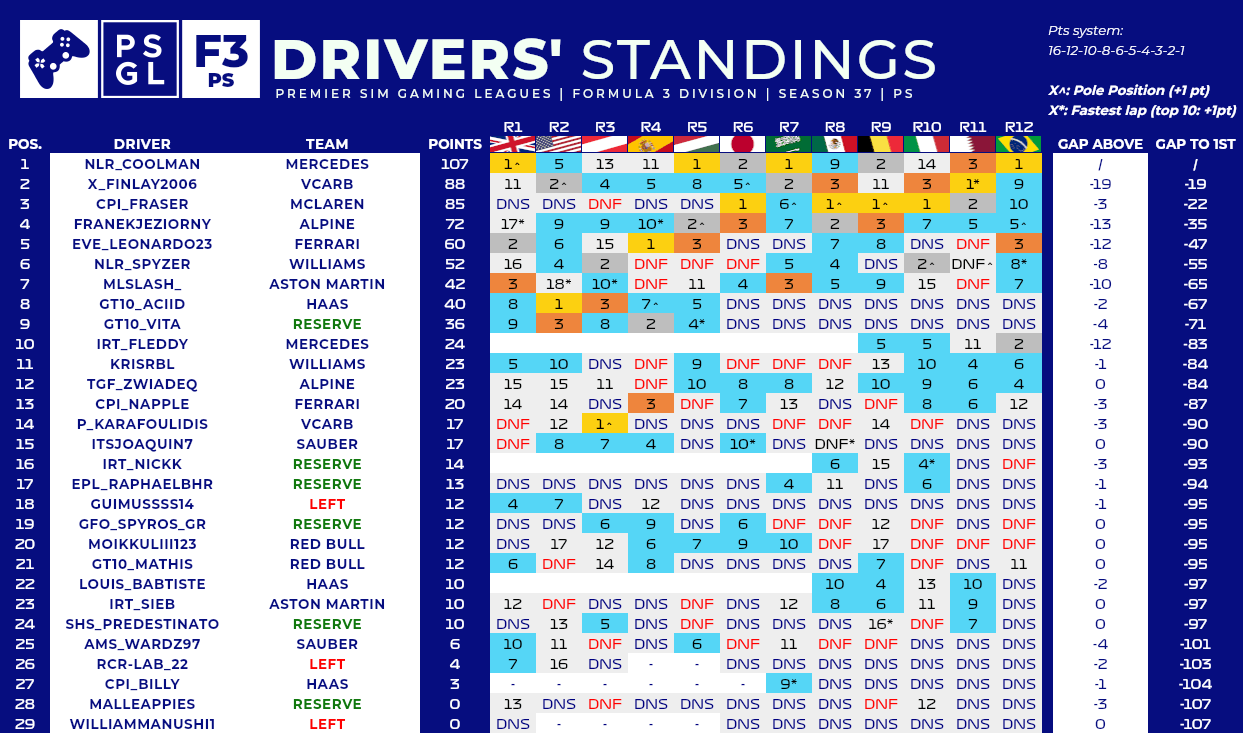 PS
GL
F3
PS
DRIVERS' STANDINGS
PREMIER SIM GAMING LEAGUES | FORMULA 3 DIVISION | SEASON 37 | PS
Pts system:
16-12-10-8-6-5-4-3-2-1
X^: Pole Position (+1 pt)
X*: Fastest lap (top 10: +1pt)
POS. DRIVER TEAM POINTS R1 R2 R3 R4 R5 R6 R7 R8 R9 R10 R11 R12 GAP ABOVE GAP TO 1ST
1 NLR_COOLMAN MERCEDES 107 1^ 5 13 11 1 2 1 9 2 14 3 1 / /
2 X_FINLAY2006 VCARB 88 11 2^ 4 5 8 5^ 2 3 11 3 1* 9 -19 -19
3 CPI_FRASER MCLAREN 85 DNS DNS DNF DNS DNS 1 6^ 1^ 1^ 1 2 10 -3 -22
4 FRANEKJEZIORNY ALPINE 72 17* 9 9 10* 2^ 3 7 2 3 7 5 5^ -13 -35
5 EVE_LEONARDO23 FERRARI 60 2 6 15 1 3 DNS DNS 7 8 DNS DNF 3 -12 -47
6 NLR_SPYZER WILLIAMS 52 16 4 2 DNF DNF DNF 5 4 DNS 2^ DNF^ 8* -8 -55
7 MLSLASH_ ASTON MARTIN 42 3 18* 10* DNF 11 4 3 5 9 15 DNF 7 -10 -65
8 GT10_ACIID HAAS 40 8 1 3 7^ 5 DNS DNS DNS DNS DNS DNS DNS -2 -67
9 GT10_VITA RESERVE 36 9 3 8 2 4* DNS DNS DNS DNS DNS DNS DNS -4 -71
10 IRT_FLEDDY MERCEDES 24 5 5 11 2 -12 -83
11 KRISRBL WILLIAMS 23 5 10 DNS DNF 9 DNF DNF DNF 13 10 4 6 -1 -84
12 TGF_ZWIADEQ ALPINE 23 15 15 11 DNF 10 8 8 12 10 9 6 4 0 -84
13 CPI_NAPPLE FERRARI 20 14 14 DNS 3 DNF 7 13 DNS DNF 8 6 12 -3 -87
14 P_KARAFOULIDIS VCARB 17 DNF 12 1^ DNS DNS DNS DNF DNF 14 DNF DNS DNS -3 -90
15 ITSJOAQUIN7 SAUBER 17 DNF 8 7 4 DNS 10* DNS DNF* DNS DNS DNS DNS 0 -90
16 IRT_NICKK RESERVE 14 6 15 4* DNS DNF -3 -93
17 EPL_RAPHAELBHR RESERVE 13 DNS DNS DNS DNS DNS DNS 4 11 DNS 6 DNS DNS -1 -94
18 GUIMUSSSS14 LEFT 12 4 7 DNS 12 DNS DNS DNS DNS DNS DNS DNS DNS -1 -95
19 GFO_SPYROS_GR RESERVE 12 DNS DNS 6 9 DNS 6 DNF DNF 12 DNF DNS DNF 0 -95
20 MOIKKULIII123 RED BULL 12 DNS 17 12 6 7 9 10 DNF 17 DNF DNF DNF 0 -95
21 GT10_MATHIS RED BULL 12 6 DNF 14 8 DNS DNS DNS DNS 7 DNF DNS 11 0 -95
22 LOUIS_BABTISTE HAAS 10 10 4 13 10 DNS -2 -97
23 IRT_SIEB ASTON MARTIN 10 12 DNF DNS DNS DNF DNS 12 8 6 11 9 DNS 0 -97
24 SHS_PREDESTINATO RESERVE 10 DNS 13 5 DNS DNF DNS DNS DNS 16* DNF 7 DNS 0 -97
25 AMS_WARDZ97 SAUBER 6 10 11 DNF DNS 6 DNF 11 DNF DNF DNS DNS DNS -4 -101
26 RCR-LAB_22 LEFT 4 7 16 DNS - - DNS DNS DNS DNS DNS DNS DNS -2 -103
27 CPI_BILLY HAAS 3 - - - - - - 9* DNS DNS DNS DNS DNS -1 -104
28 MALLEAPPIES RESERVE 0 13 DNS DNF DNS DNS DNS DNS DNS DNF 12 DNS DNS -3 -107
29 WILLIAMMANUSHI1 LEFT 0 DNS - - - - DNS DNS DNS DNS DNS DNS DNS 0 -107